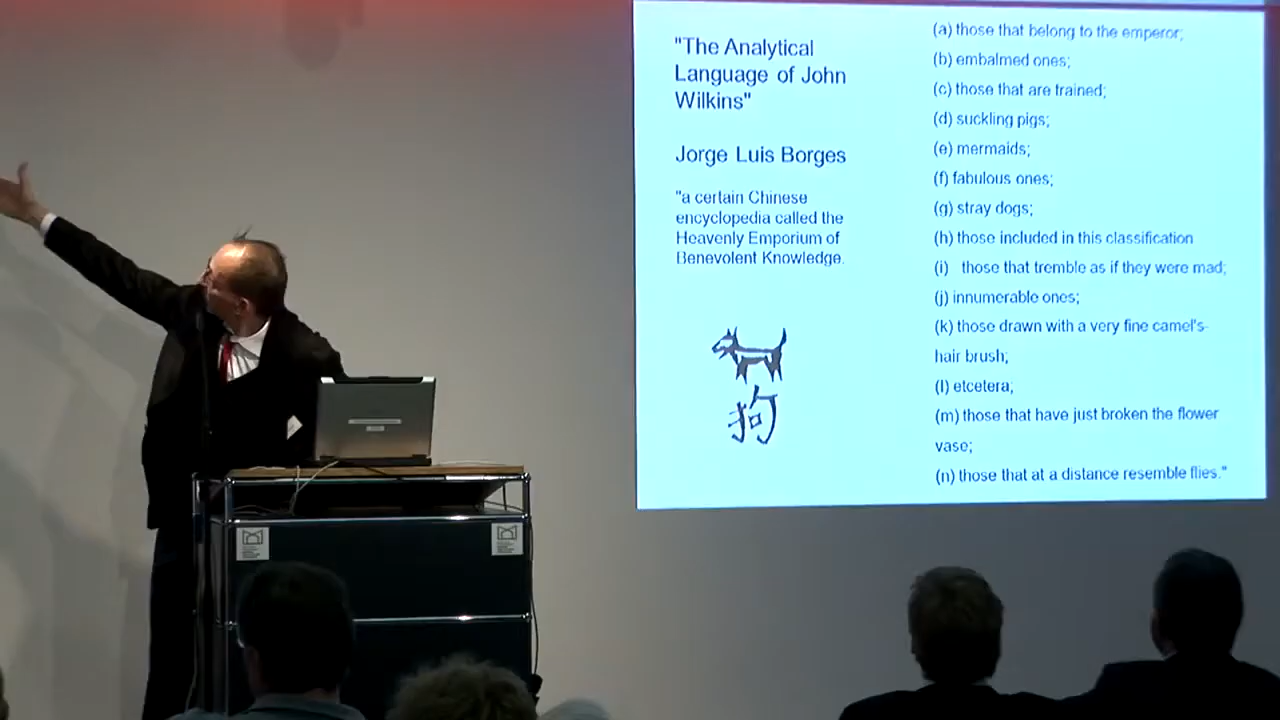 "The Analytical
Language of John
Wilkins"
Jorge Luis Borges
"a certain Chinese
encyclopedia called the
Heavenly Emporium of
Benevolent Knowledge.
狗
(a) those that belong to the emperor;
(b) embalmed ones;
(c) those that are trained;
(d) suckling pigs;
(e) mermaids;
(f) fabulous ones;
(g) stray dogs;
(h) those included in this classification
(i) those that tremble as if they were mad;
(j) innumerable ones;
(k) those drawn with a very fine camel's-
hair brush;
(l) etcetera;
(m) those that have just broken the flower
vase;
(n) those that at a distance resemble flies."